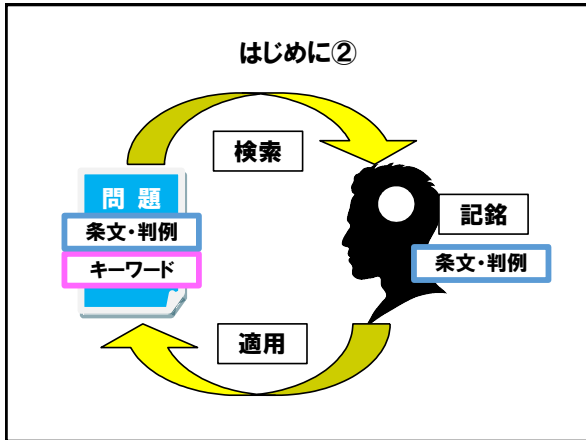 はじめに②
検索
問題
条文・判例
キーワード
記銘
条文・判例
適用